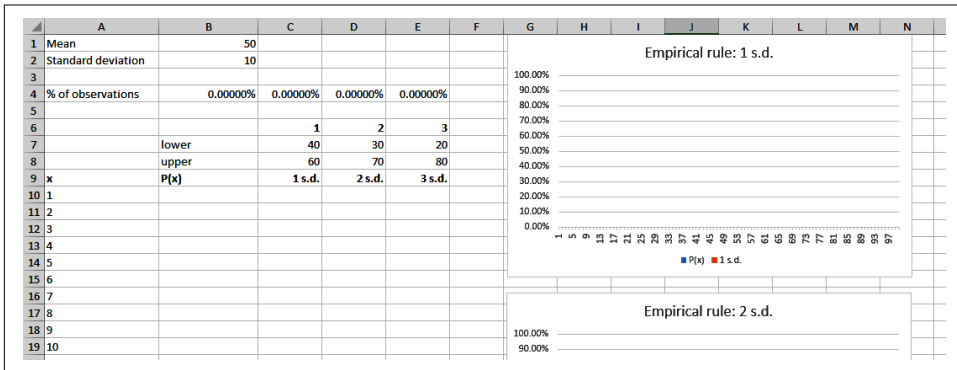 A B C D E F G H I J K L M N
1 Mean 50
2 Standard deviation 10
3
4 % of observations 0.00000% 0.00000% 0.00000% 0.00000%
5
6 1 2 3
7 lower 40 30 20
8 upper 60 70 80
9 x P(x) 1 s.d. 2 s.d. 3 s.d.
10 1
11 2
12 3
13 4
14 5
15 6
16 7
17 8
18 9
19 10
Empirical rule: 1 s.d.
100.00%
90.00%
80.00%
70.00%
60.00%
50.00%
40.00%
30.00%
20.00%
10.00%
0.00%
1 5 9 13 17 21 25 29 33 37 41 45 49 53 57 61 65 69 73 77 81 85 89 93 97
P(x) 1 s.d.
Empirical rule: 2 s.d.
100.00%
90.00%